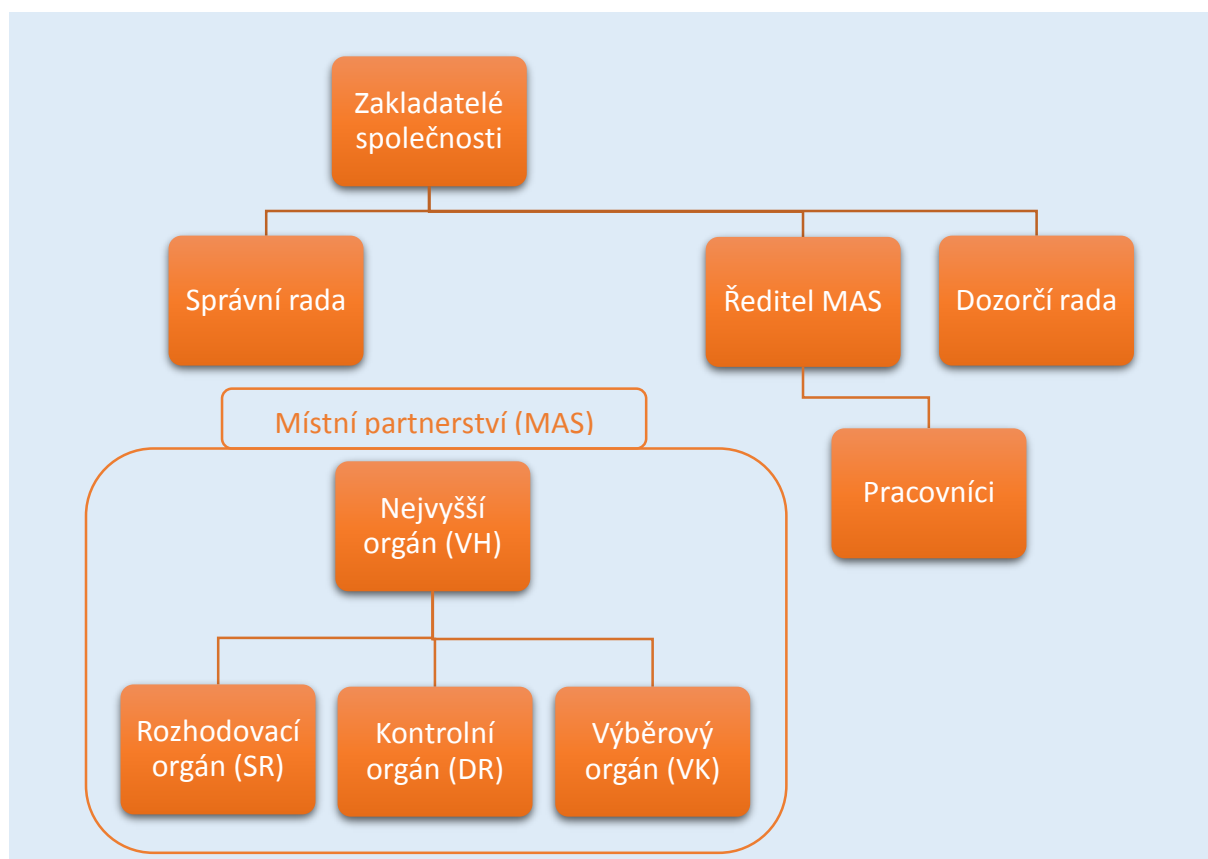 Zakladatelé
společnosti
Správní rada
Ředitel MAS
Dozorčí rada
Místní partnerství (MAS)
Pracovníci
Nejvyšší
orgán (VH)
Rozhodovací
orgán (SR)
Kontrolní
orgán (DR)
Výběrový
orgán (VK)